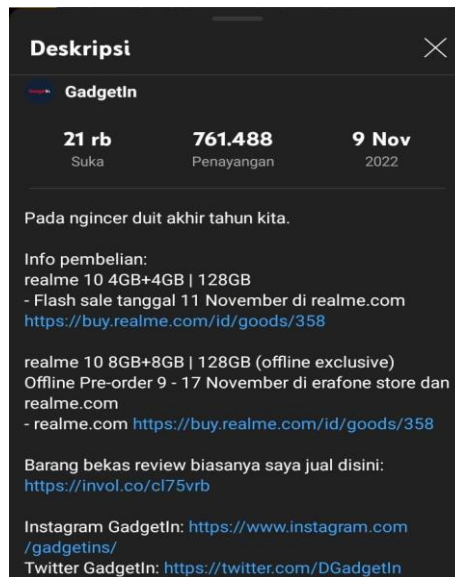 Deskripsi
GadgetIn
21 rb 761.488 9 Nov
Suka Penayangan 2022
Pada ngincer duit akhir tahun kita.
Info pembelian:
realme 10 4GB+4GB | 128GB
- Flash sale tanggal 11 November di realme.com
https://buy.realme.com/id/goods/358
realme 10 8GB+8GB | 128GB (offline exclusive)
Offline Pre-order 9 - 17 November di erafone store dan
realme.com
- realme.com https://buy.realme.com/id/goods/358
Barang bekas review biasanya saya jual disini:
https://invol.co/cl75vrb
Instagram GadgetIn: https://www.instagram.com
/gadgetins/
Twitter GadgetIn: https://twitter.com/DGadgetIn